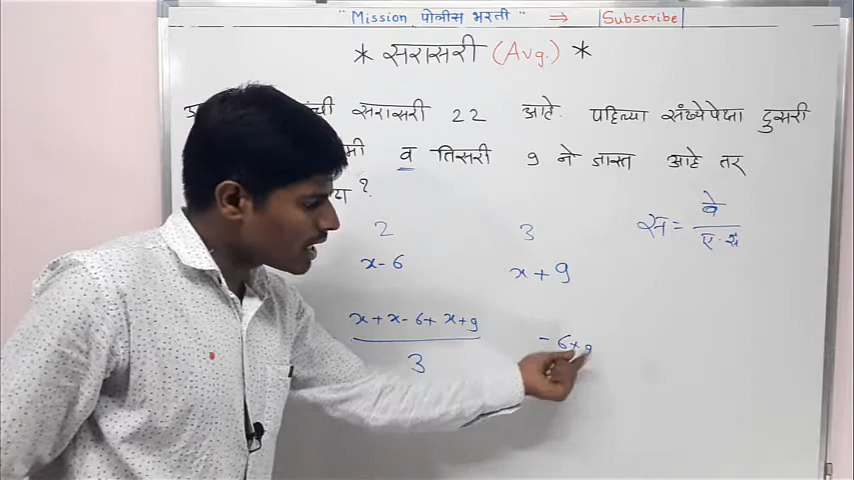 "Mission पोलीस भरती" ⇒ Subscribe
* सरासरी (Avg.) *
सरासरी 22 आहे. पहिल्या संख्येपेक्षा दुसरी
व तिसरी 9 ने जास्त आहे तर
?
2 3
स = बे / ए. सं
x-6 x+9
x+x-6+x+9 / 3
-6+9